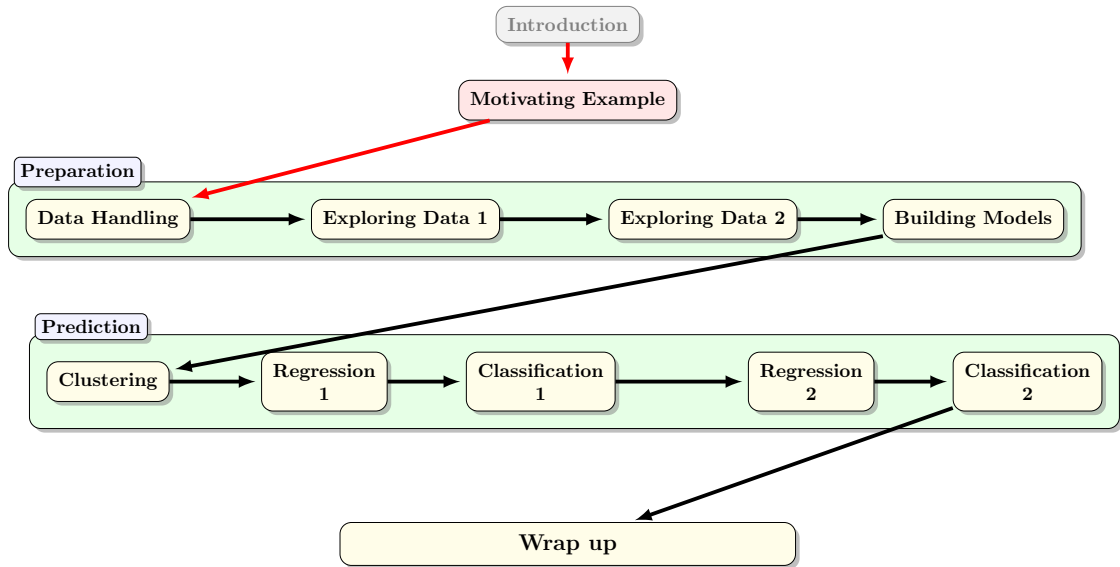 Introduction
Motivating Example
Preparation
Data Handling
Exploring Data 1
Exploring Data 2
Building Models
Prediction
Clustering
Regression
1
Classification
1
Regression
2
Classification
2
Wrap up